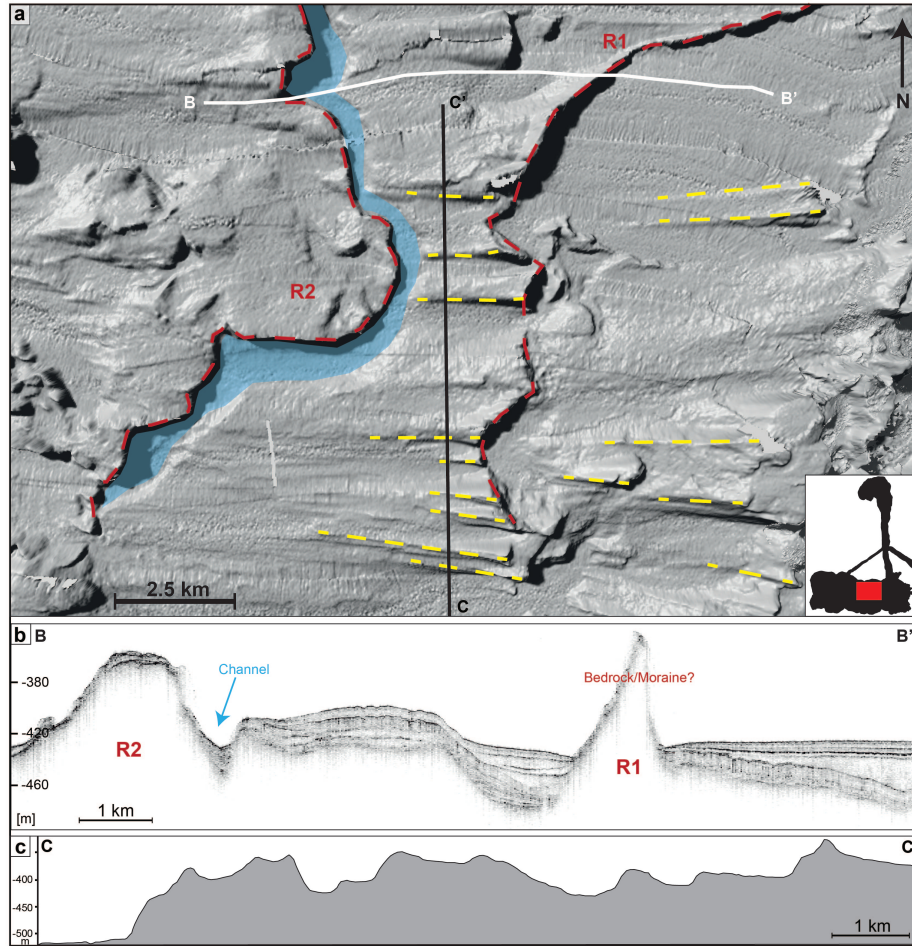 a
R1
N
B
B'
C'
R2
2.5 km
C
b B
B'
Channel
-380
-420
-460
[m]
R2
Bedrock/Moraine?
R1
1 km
c C
C
-400
-450
-500
m
1 km